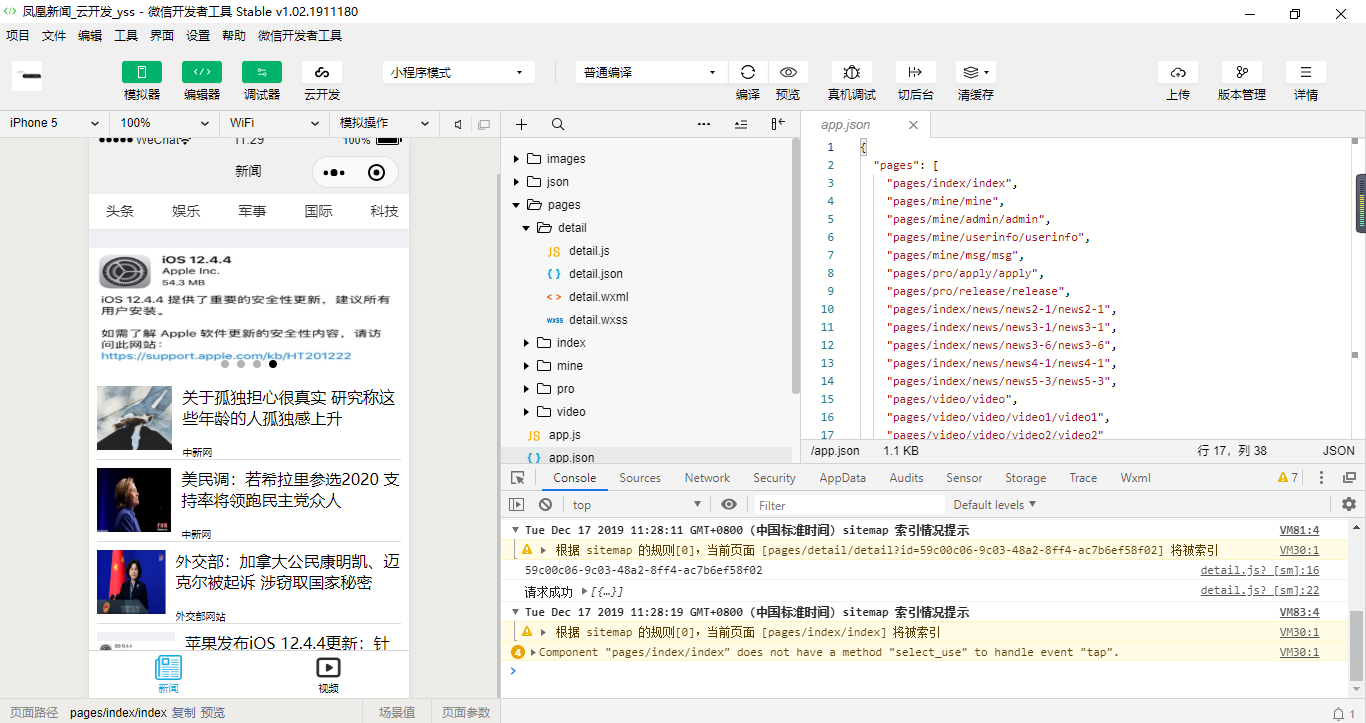 凤凰新闻_云开发_yss - 微信开发者工具 Stable v1.02.1911180
项目 文件 编辑 工具 界面 设置 帮助 微信开发者工具
小程序模式
普通编译
模拟器 编辑器 调试器 云开发 编译 预览 真机调试 切后台 清缓存 上传 版本管理 详情
iPhone 5 100% WiFi 模拟操作
WeChat 11:29 100%
新闻
头条 娱乐 军事 国际 科技
iOS 12.4.4
Apple Inc.
54.3 MB
iOS 12.4.4 提供了重要的安全性更新，建议所有
用户安装。
如需了解 Apple 软件更新的安全性内容，请访
问此网站：
https://support.apple.com/kb/HT201222
关于孤独担心很真实 研究称这
些年龄的人孤独感上升
中新网
美民调：若希拉里参选2020 支
持率将领跑民主党众人
中新网
外交部：加拿大公民康明凯、迈
克尔被起诉 涉窃取国家秘密
外交部网站
苹果发布iOS 12.4.4更新：针
新闻 视频
images
json
pages
detail
JS detail.js
{ } detail.json
< > detail.wxml
wxss detail.wxss
index
mine
pro
video
JS app.js
{ } app.json
app.json
1 {
2 "pages": [
3 "pages/index/index",
4 "pages/mine/mine",
5 "pages/mine/admin/admin",
6 "pages/mine/userinfo/userinfo",
7 "pages/mine/msg/msg",
8 "pages/pro/apply/apply",
9 "pages/pro/release/release",
10 "pages/index/news/news2-1/news2-1",
11 "pages/index/news/news3-1/news3-1",
12 "pages/index/news/news3-6/news3-6",
13 "pages/index/news/news4-1/news4-1",
14 "pages/index/news/news5-3/news5-3",
15 "pages/video/video",
16 "pages/video/video/video1/video1",
17 "pages/video/video/video2/video2"
/app.json 1.1 KB 行 17，列 38 JSON
Console Sources Network Security AppData Audits Sensor Storage Trace Wxml 7
top Filter Default levels
Tue Dec 17 2019 11:28:11 GMT+0800 (中国标准时间) sitemap 索引情况提示 VM81:4
根据 sitemap 的规则[0]，当前页面 [pages/detail/detail?id=59c00c06-9c03-48a2-8ff4-ac7b6ef58f02] 将被索引 VM30:1
59c00c06-9c03-48a2-8ff4-ac7b6ef58f02 detail.js? [sm]:16
请求成功 [{…}] detail.js? [sm]:22
Tue Dec 17 2019 11:28:19 GMT+0800 (中国标准时间) sitemap 索引情况提示 VM83:4
根据 sitemap 的规则[0]，当前页面 [pages/index/index] 将被索引 VM30:1
4 Component "pages/index/index" does not have a method "select_use" to handle event "tap". VM30:1
页面路径 pages/index/index 复制 预览 场景值 页面参数 1